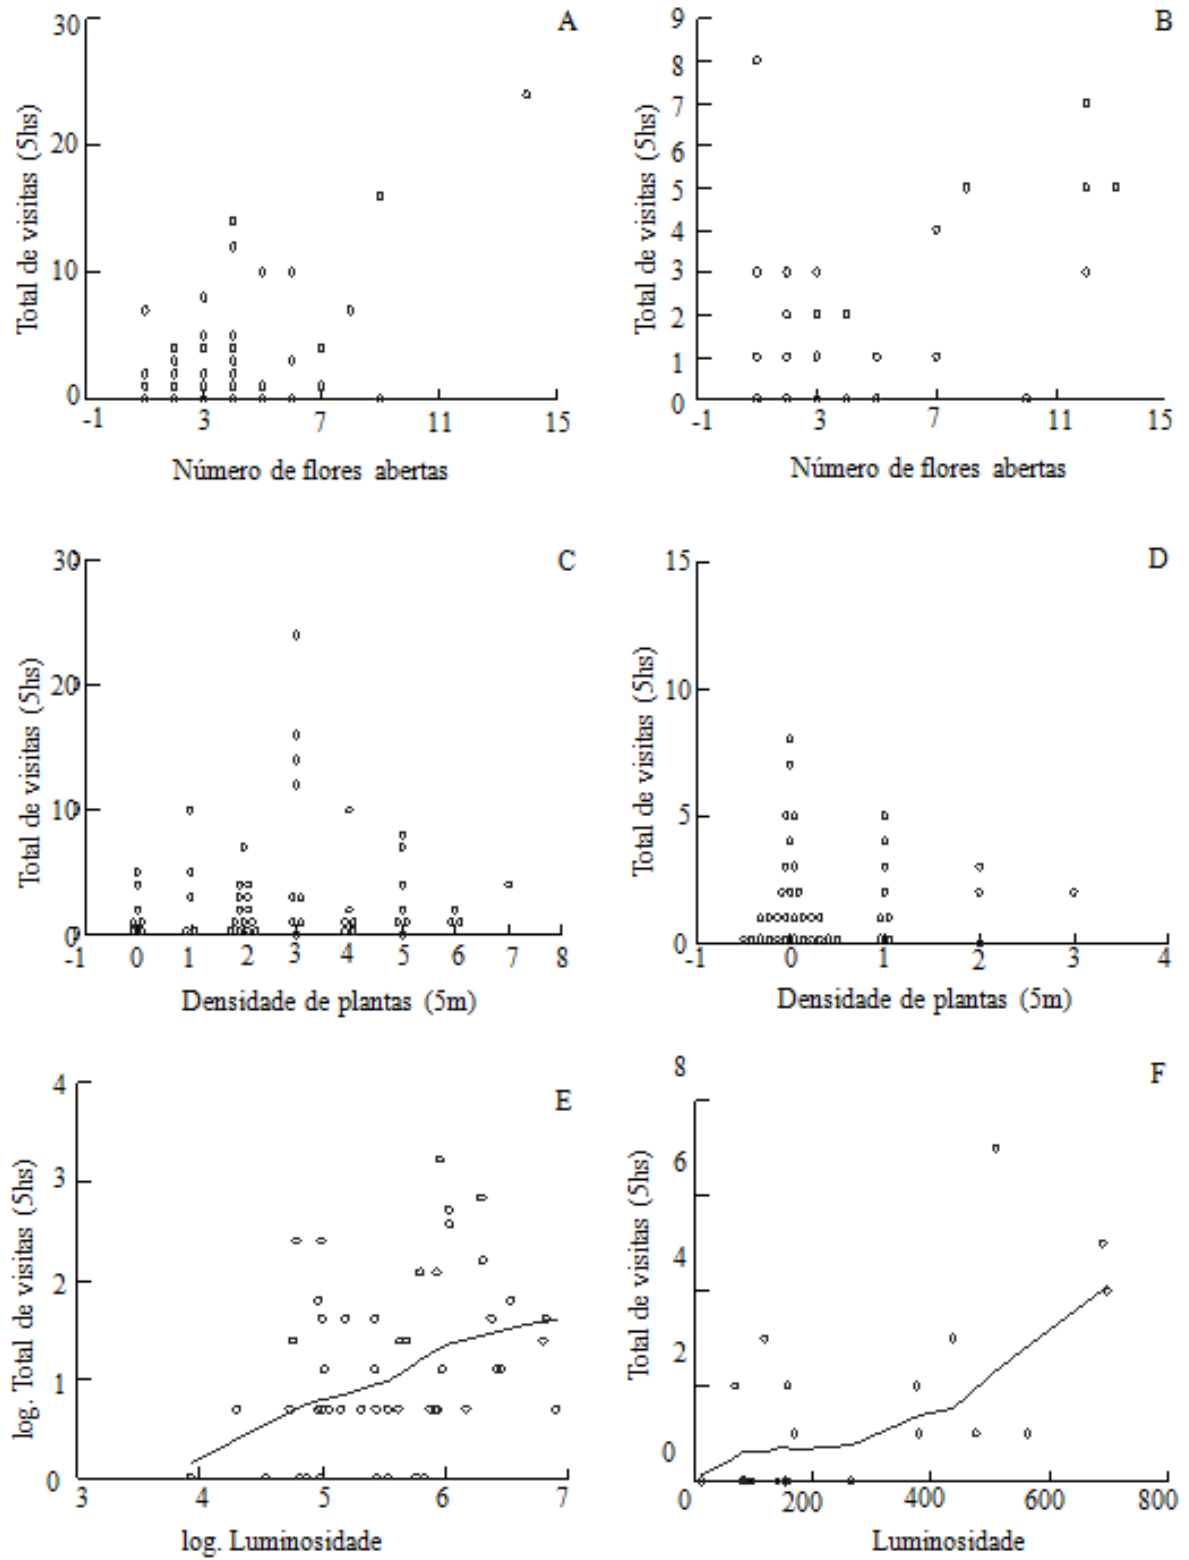 A
Total de visitas (5hs)
30
20
10
0
-1 3 7 11 15
Número de flores abertas
B
Total de visitas (5hs)
9
8
7
6
5
4
3
2
1
0
-1 3 7 11 15
Número de flores abertas
C
Total de visitas (5hs)
30
20
10
0
-1 0 1 2 3 4 5 6 7 8
Densidade de plantas (5m)
D
Total de visitas (5hs)
15
10
5
0
-1 0 1 2 3 4
Densidade de plantas (5m)
E
log. Total de visitas (5hs)
4
3
2
1
0
3 4 5 6 7
log. Luminosidade
F
Total de visitas (5hs)
8
6
4
2
0
0 200 400 600 800
Luminosidade